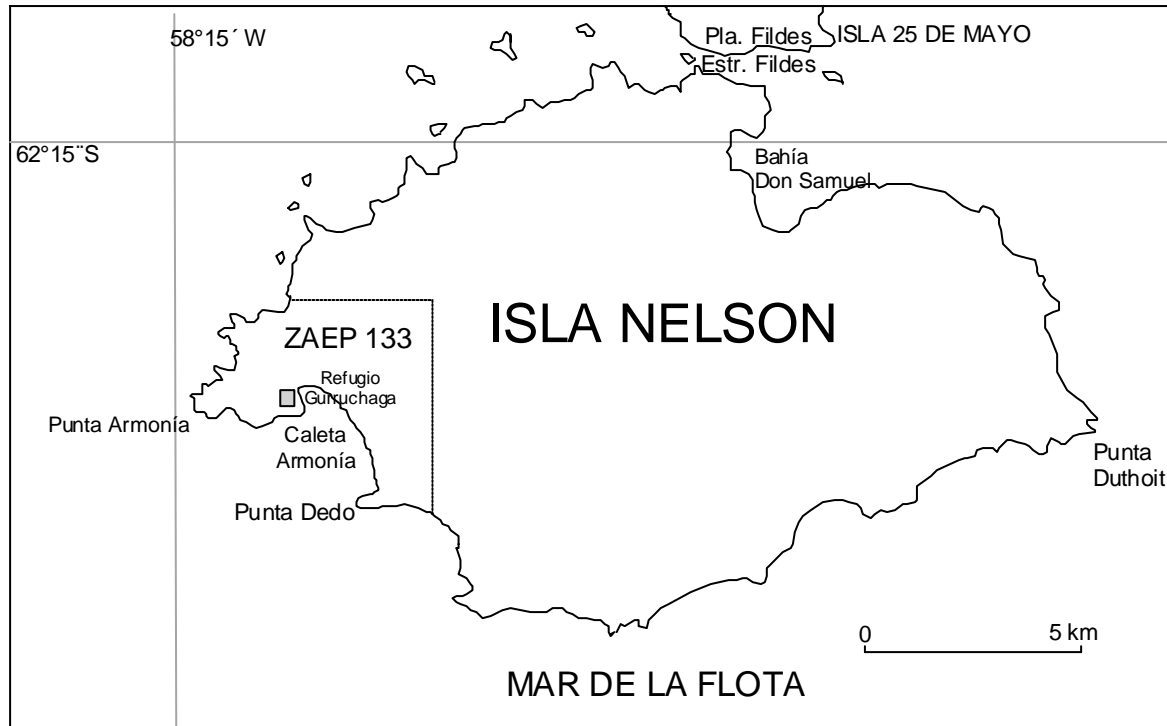 58°15´ W
Pla. Fildes
ISLA 25 DE MAYO
Estr. Fildes
62°15¨S
Bahía
Don Samuel
ISLA NELSON
ZAEP 133
Refugio
Gurruchaga
Punta Armonía
Caleta
Armonía
Punta
Duthoit
Punta Dedo
0
5 km
MAR DE LA FLOTA